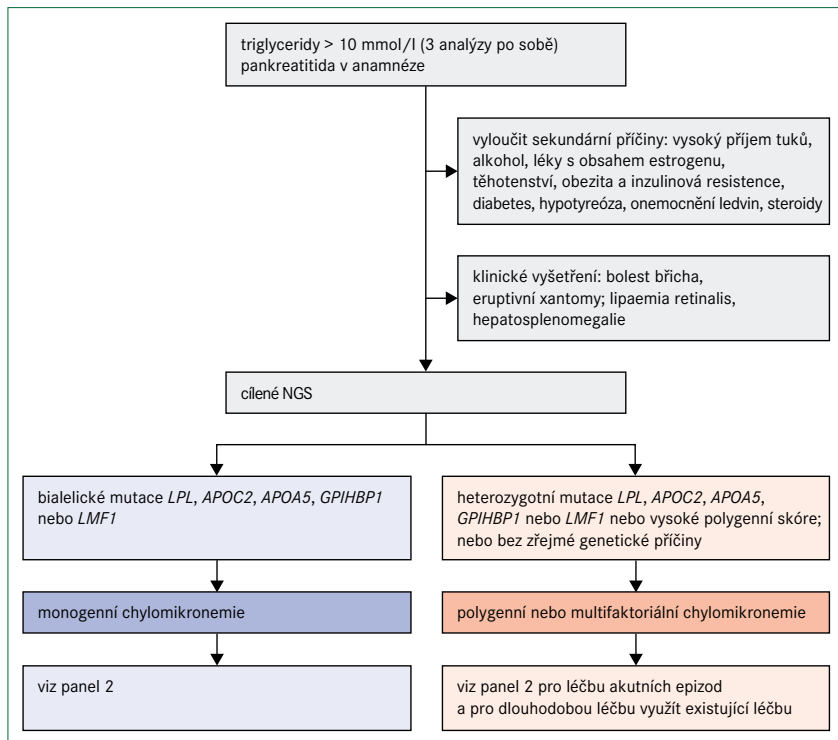 triglyceridy > 10 mmol/l (3 analýzy po sobě)
pankreatitida v anamnéze
vyloučit sekundární příčiny: vysoký příjem tuků,
alkohol, léky s obsahem estrogenu,
těhotenství, obezita a inzulinová resistence,
diabetes, hypotyreóza, onemocnění ledvin, steroidy
klinické vyšetření: bolest břicha,
eruptivní xantomy; lipaemia retinalis,
hepatosplenomegalie
cílené NGS
bialelické mutace LPL, APOC2, APOA5, GPIHBP1
nebo LMF1
heterozygotní mutace LPL, APOC2, APOA5,
GPIHBP1 nebo LMF1 nebo vysoké polygenní skóre;
nebo bez zřejmé genetické příčiny
monogenní chylomikronemie
polygenní nebo multifaktoriální chylomikronemie
viz panel 2
viz panel 2 pro léčbu akutních epizod
a pro dlouhodobou léčbu využít existující léčbu